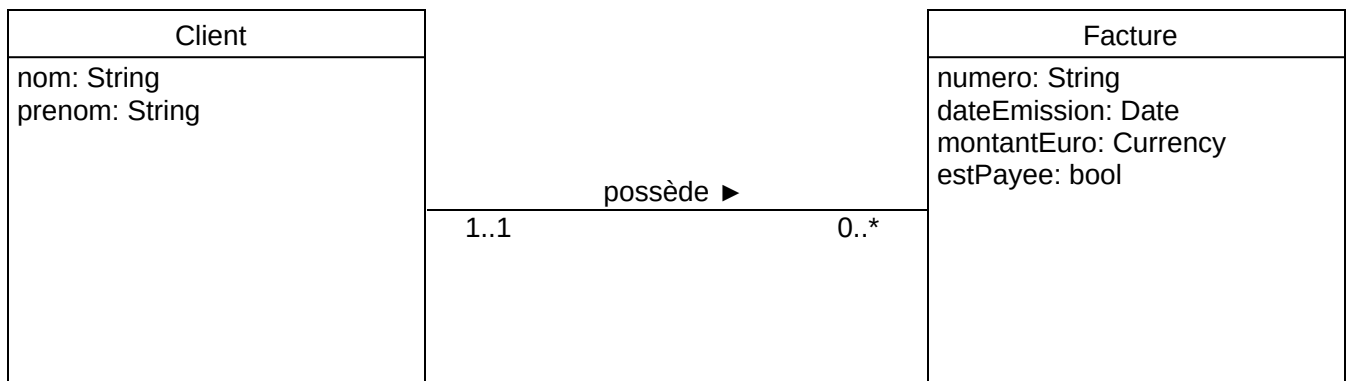 Client
nom: String
prenom: String
possède ►
1..1
0..*
Facture
numero: String
dateEmission: Date
montantEuro: Currency
estPayee: bool